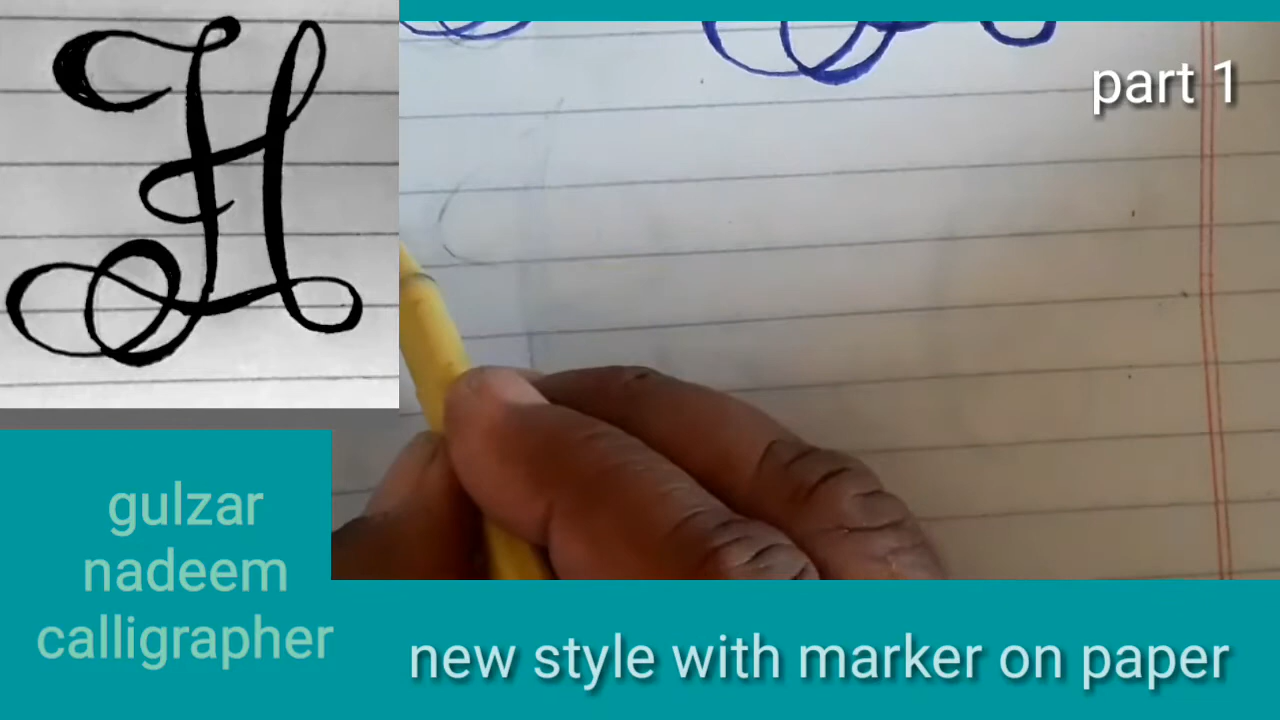 H
part 1
gulzar
nadeem
calligrapher
new style with marker on paper